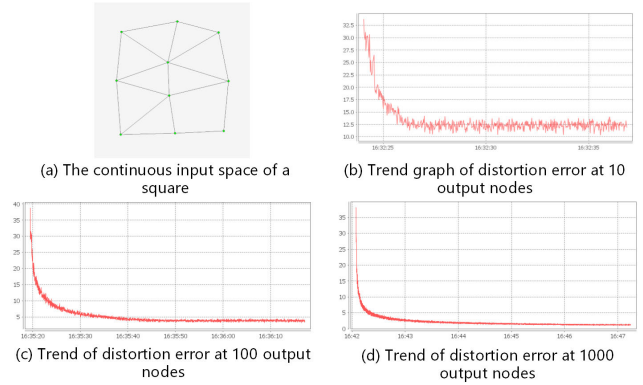 32.5
30.0
27.5
25.0
22.5
20.0
17.5
15.0
12.5
10.0
16:32:25 16:32:30 16:32:35
(a) The continuous input space of a
square
(b) Trend graph of distortion error at 10
output nodes
40
35
30
25
20
15
10
5
16:35:20 16:35:30 16:35:40 16:35:50 16:36:00 16:36:10
(c) Trend of distortion error at 100 output
nodes
40
35
30
25
20
15
10
5
0
16:42 16:43 16:44 16:45 16:46 16:47
(d) Trend of distortion error at 1000
output nodes